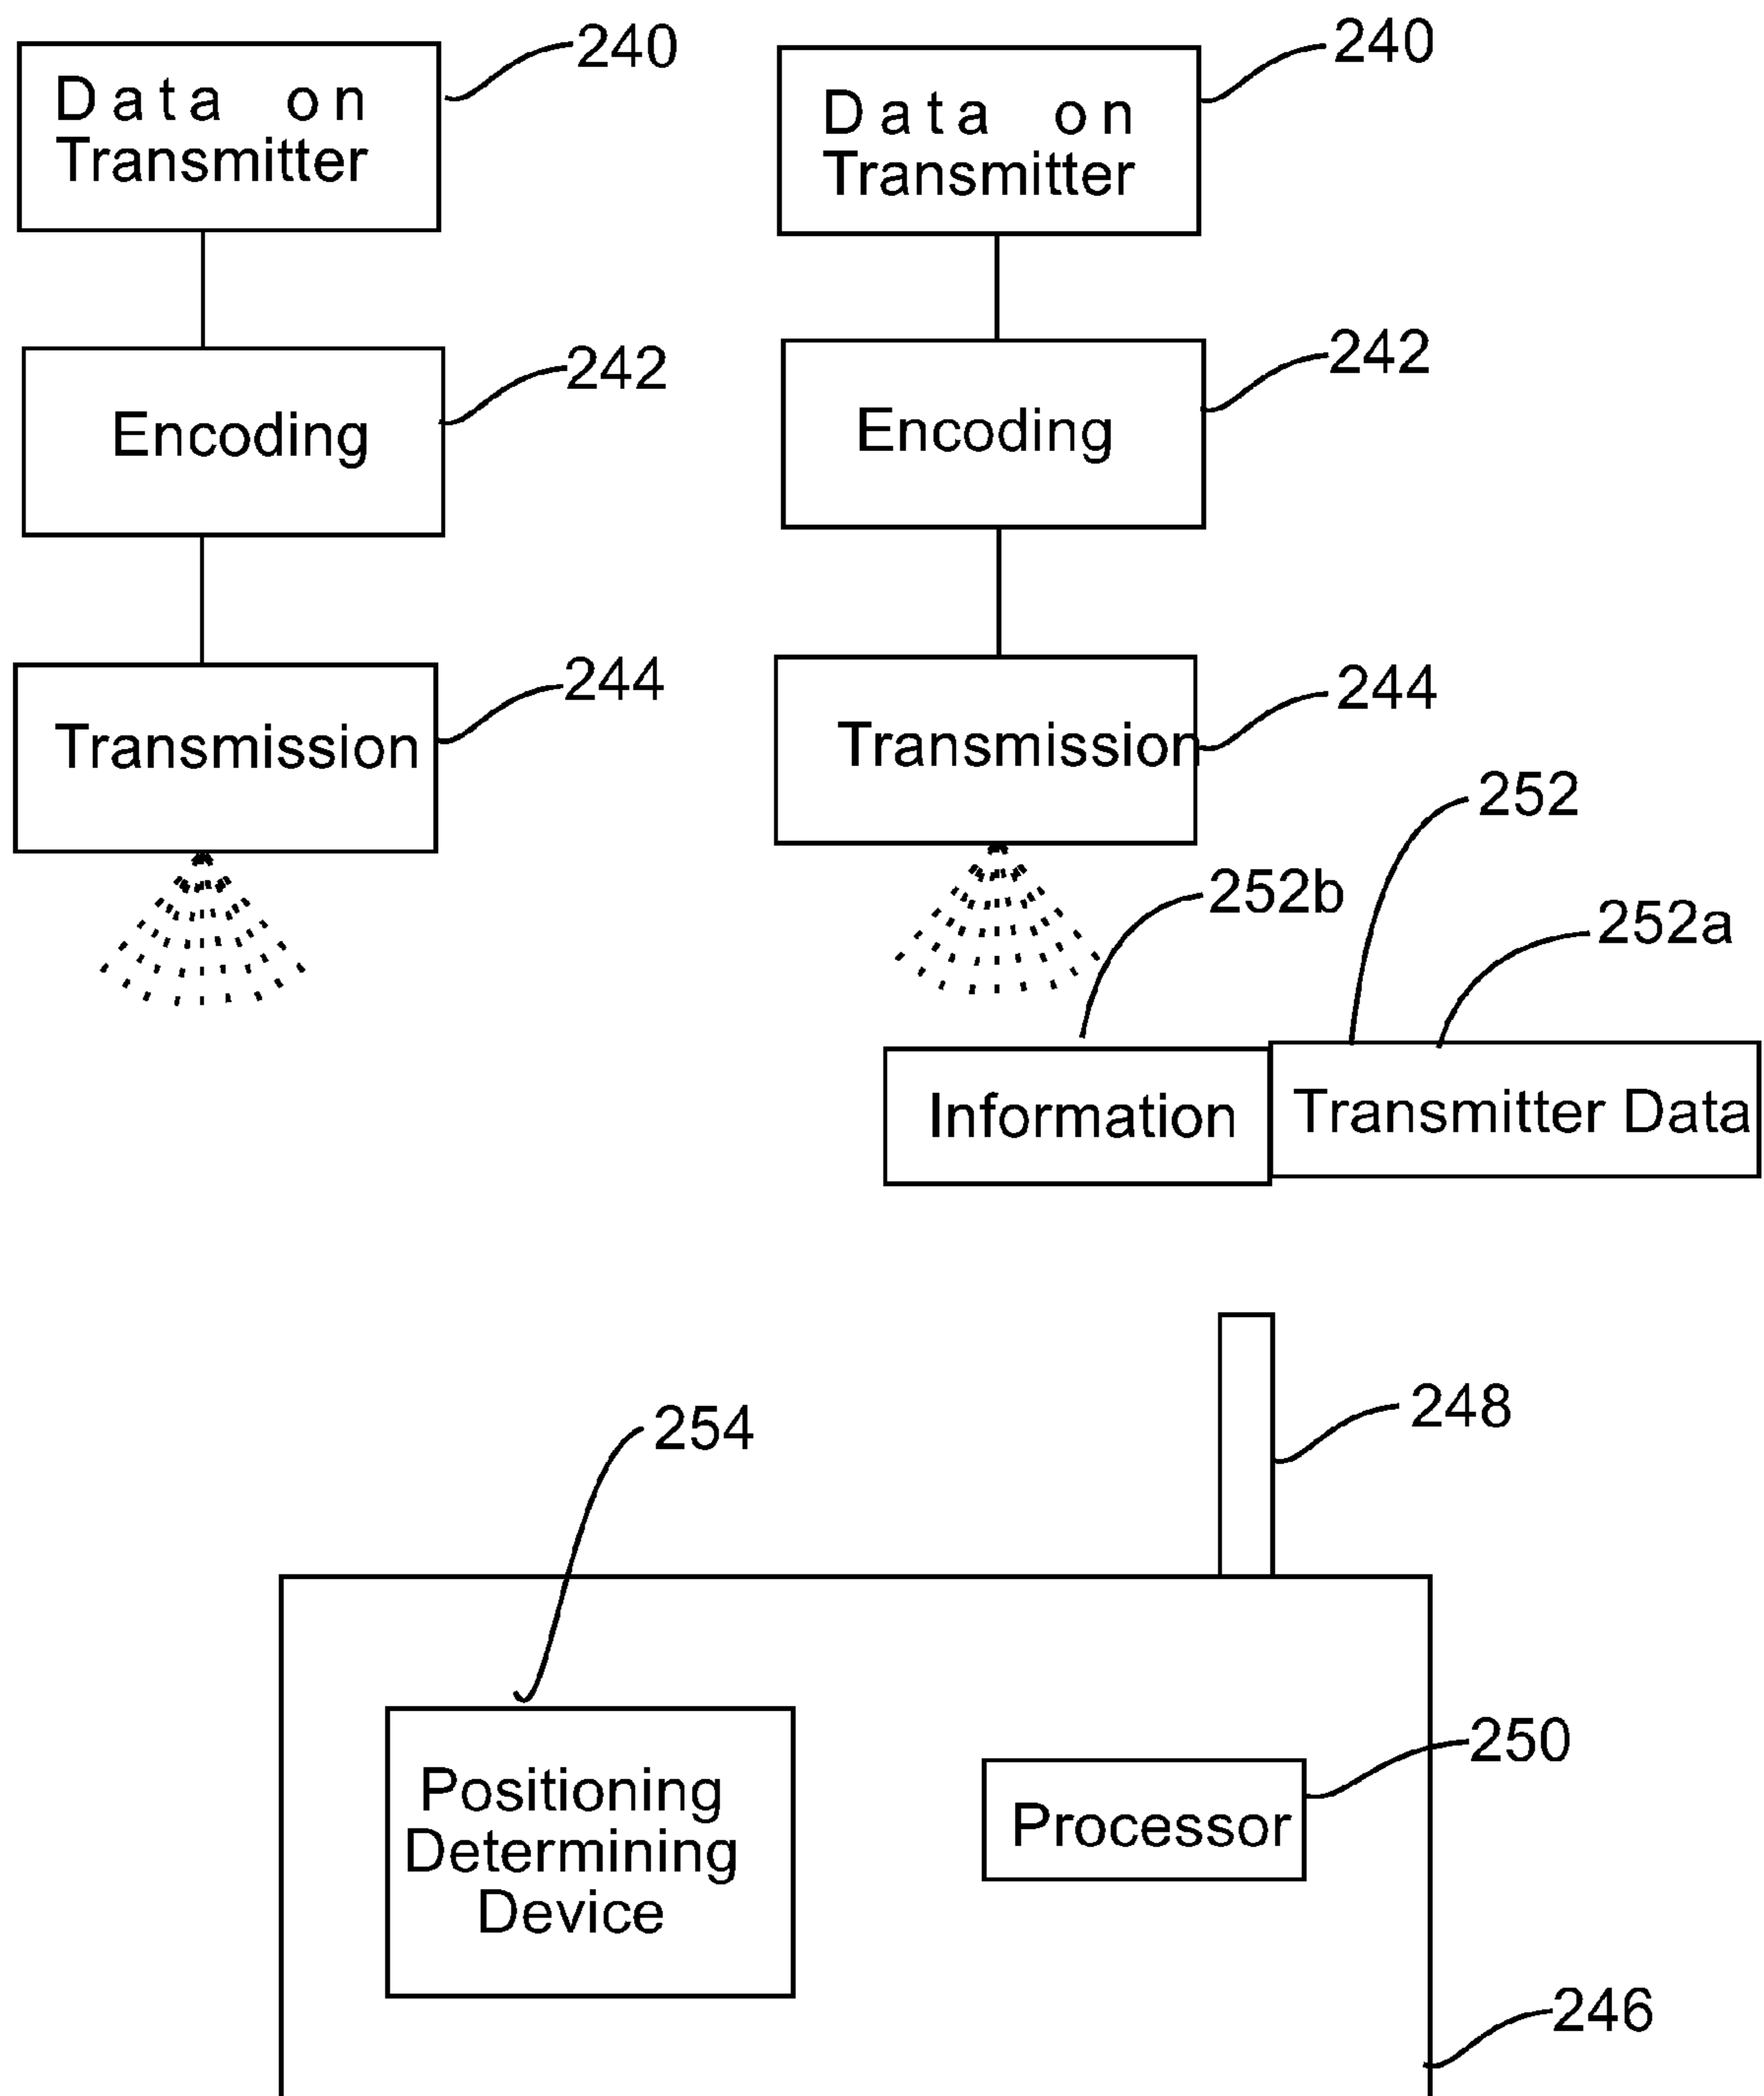 240
240
Data on
Transmitter
Data on
Transmitter
242
242
Encoding
Encoding
244
244
Transmission
Transmission
252
252b
252a
Information
Transmitter Data
248
254
250
Positioning
Determining
Device
Processor
246